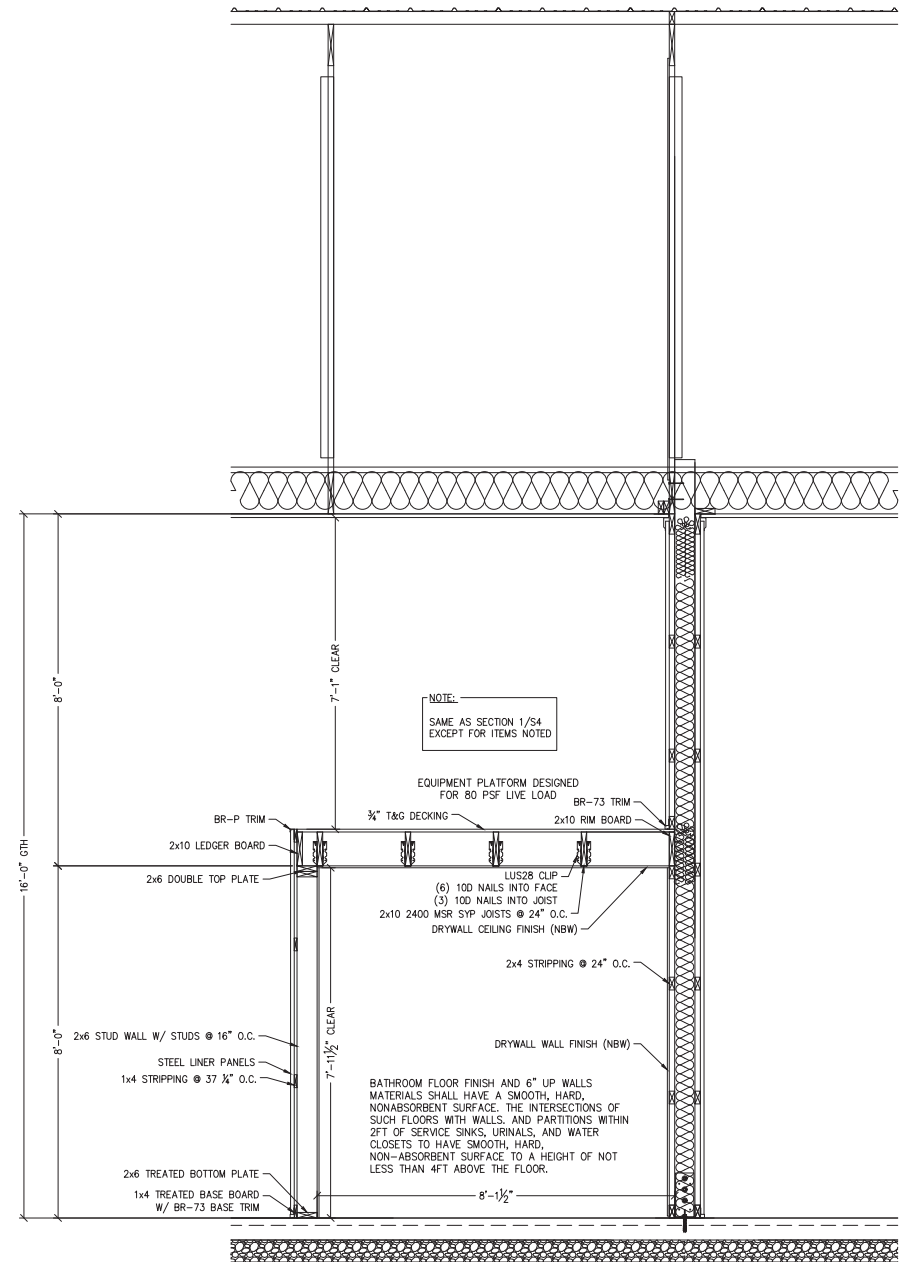 8'-0"
7'-1" CLEAR
NOTE:
SAME AS SECTION 1/S4
EXCEPT FOR ITEMS NOTED
EQUIPMENT PLATFORM DESIGNED
FOR 80 PSF LIVE LOAD
BR-73 TRIM
BR-P TRIM
¾" T&G DECKING
2x10 RIM BOARD
2x10 LEDGER BOARD
16'-0" GTH
2x6 DOUBLE TOP PLATE
LUS28 CLIP
(6) 10D NAILS INTO FACE
(3) 10D NAILS INTO JOIST
2x10 2400 MSR SYP JOISTS @ 24" O.C.
DRYWALL CEILING FINISH (NBW)
2x4 STRIPPING @ 24" O.C.
8'-0"
7'-11½" CLEAR
2x6 STUD WALL W/ STUDS @ 16" O.C.
DRYWALL WALL FINISH (NBW)
STEEL LINER PANELS
1x4 STRIPPING @ 37 ¼" O.C.
BATHROOM FLOOR FINISH AND 6" UP WALLS
MATERIALS SHALL HAVE A SMOOTH, HARD,
NONABSORBENT SURFACE. THE INTERSECTIONS OF
SUCH FLOORS WITH WALLS. AND PARTITIONS WITHIN
2FT OF SERVICE SINKS, URINALS, AND WATER
CLOSETS TO HAVE SMOOTH, HARD,
NON-ABSORBENT SURFACE TO A HEIGHT OF NOT
LESS THAN 4FT ABOVE THE FLOOR.
2x6 TREATED BOTTOM PLATE
1x4 TREATED BASE BOARD
W/ BR-73 BASE TRIM
8'-1½"